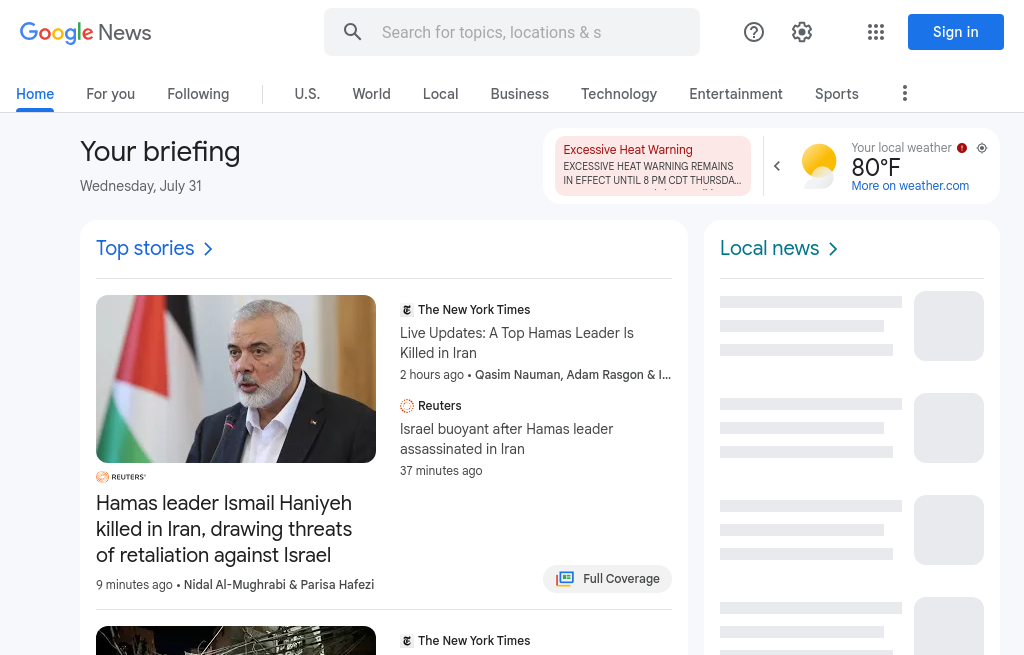 Google News
Search for topics, locations & s
Sign in
Home
For you
Following
U.S.
World
Local
Business
Technology
Entertainment
Sports
Your briefing
Wednesday, July 31
Excessive Heat Warning
EXCESSIVE HEAT WARNING REMAINS
IN EFFECT UNTIL 8 PM CDT THURSDA...
Your local weather
80°F
More on weather.com
Top stories
REUTERS
Hamas leader Ismail Haniyeh
killed in Iran, drawing threats
of retaliation against Israel
9 minutes ago • Nidal Al-Mughrabi & Parisa Hafezi
The New York Times
Live Updates: A Top Hamas Leader Is
Killed in Iran
2 hours ago • Qasim Nauman, Adam Rasgon & I...
Reuters
Israel buoyant after Hamas leader
assassinated in Iran
37 minutes ago
Full Coverage
The New York Times
Local news